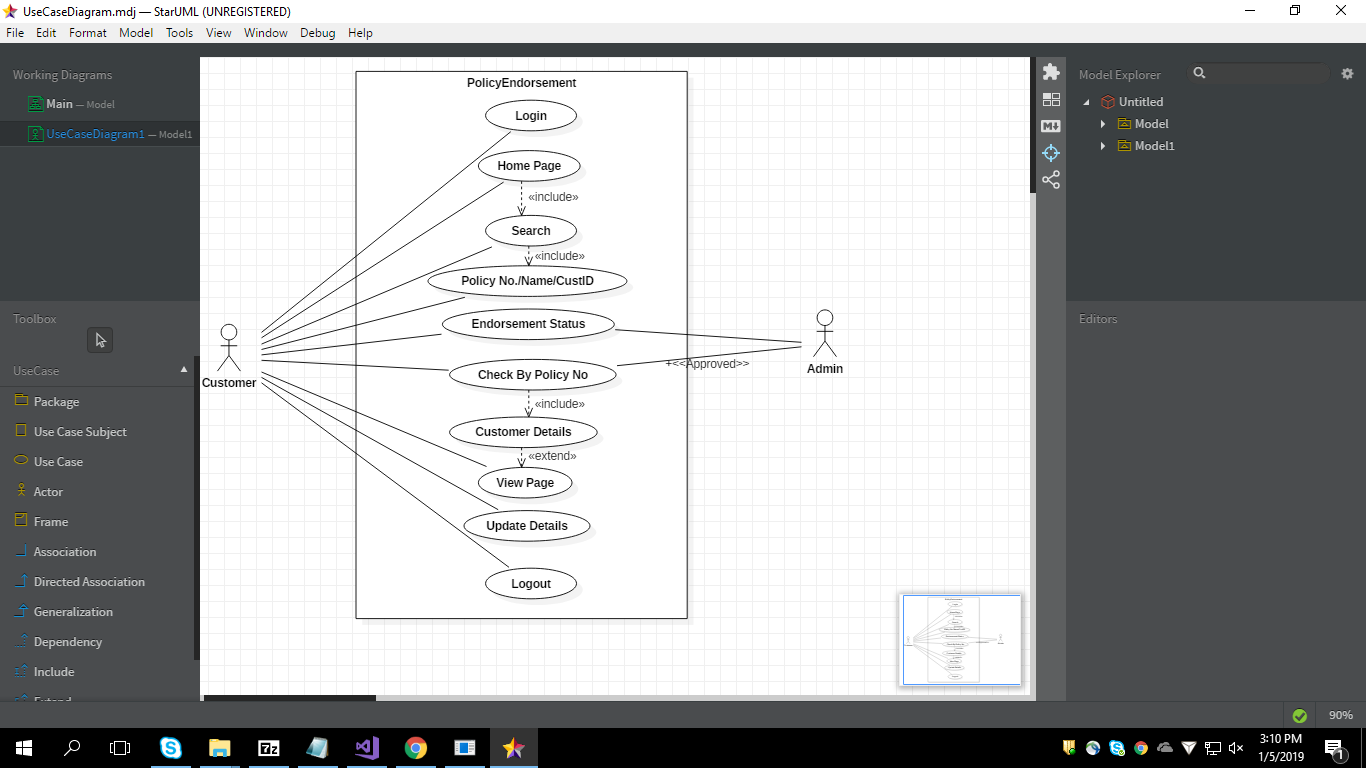 UseCaseDiagram.mdj — StarUML (UNREGISTERED)
File Edit Format Model Tools View Window Debug Help
Working Diagrams
Main — Model
UseCaseDiagram1 — Model1
Toolbox
UseCase
Package
Use Case Subject
Use Case
Actor
Frame
Association
Directed Association
Generalization
Dependency
Include
Extend
PolicyEndorsement
Login
Home Page
«include»
Search
«include»
Policy No./Name/CustID
Endorsement Status
Check By Policy No
+<<Approved>>
«include»
Customer Details
«extend»
View Page
Update Details
Logout
Customer
Admin
Model Explorer
Untitled
Model
Model1
Editors
90%
7z
3:10 PM
1/5/2019
1